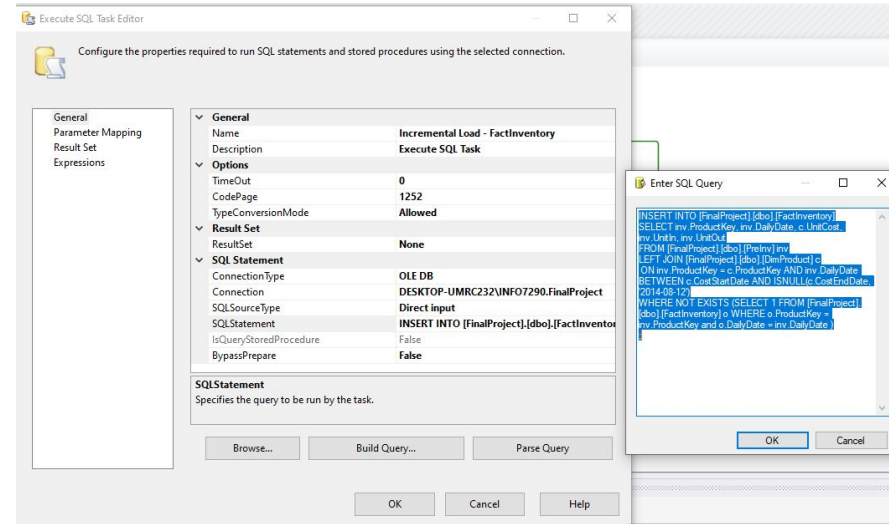 Execute SQL Task Editor
Configure the properties required to run SQL statements and stored procedures using the selected connection.
General
Parameter Mapping
Result Set
Expressions
General
Name Incremental Load - FactInventory
Description Execute SQL Task
Options
TimeOut 0
CodePage 1252
TypeConversionMode Allowed
Result Set
ResultSet None
SQL Statement
ConnectionType OLE DB
Connection DESKTOP-UMRC232\INFO7290.FinalProject
SQLSourceType Direct input
SQLStatement INSERT INTO [FinalProject].[dbo].[FactInventor
IsQueryStoredProcedure False
BypassPrepare False
SQLStatement
Specifies the query to be run by the task.
Browse... Build Query... Parse Query
OK Cancel Help
Enter SQL Query
INSERT INTO [FinalProject].[dbo].[FactInventory]
SELECT inv.ProductKey, inv.DailyDate, c.UnitCost,
inv.UnitIn, inv.UnitOut
FROM [FinalProject].[dbo].[PreInv] inv
LEFT JOIN [FinalProject].[dbo].[DimProduct] c
ON inv.ProductKey = c.ProductKey AND inv.DailyDate
BETWEEN c.CostStartDate AND ISNULL(c.CostEndDate,
'2014-08-12')
WHERE NOT EXISTS (SELECT 1 FROM [FinalProject].
[dbo].[FactInventory] o WHERE o.ProductKey =
inv.ProductKey and o.DailyDate = inv.DailyDate )
;
OK Cancel